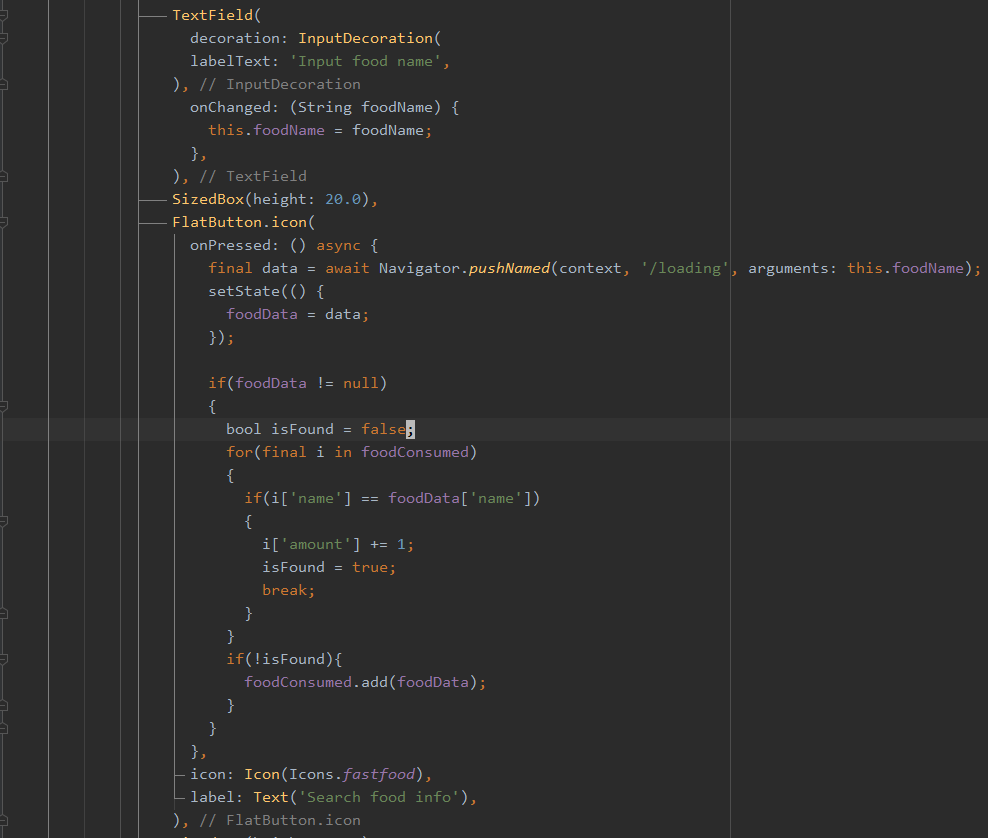 TextField(
decoration: InputDecoration(
labelText: 'Input food name',
), // InputDecoration
onChanged: (String foodName) {
this.foodName = foodName;
},
), // TextField
SizedBox(height: 20.0),
FlatButton.icon(
onPressed: () async {
final data = await Navigator.pushNamed(context, '/loading', arguments: this.foodName);
setState(() {
foodData = data;
});
if(foodData != null)
{
bool isFound = false;
for(final i in foodConsumed)
{
if(i['name'] == foodData['name'])
{
i['amount'] += 1;
isFound = true;
break;
}
}
if(!isFound){
foodConsumed.add(foodData);
}
}
},
icon: Icon(Icons.fastfood),
label: Text('Search food info'),
), // FlatButton.icon